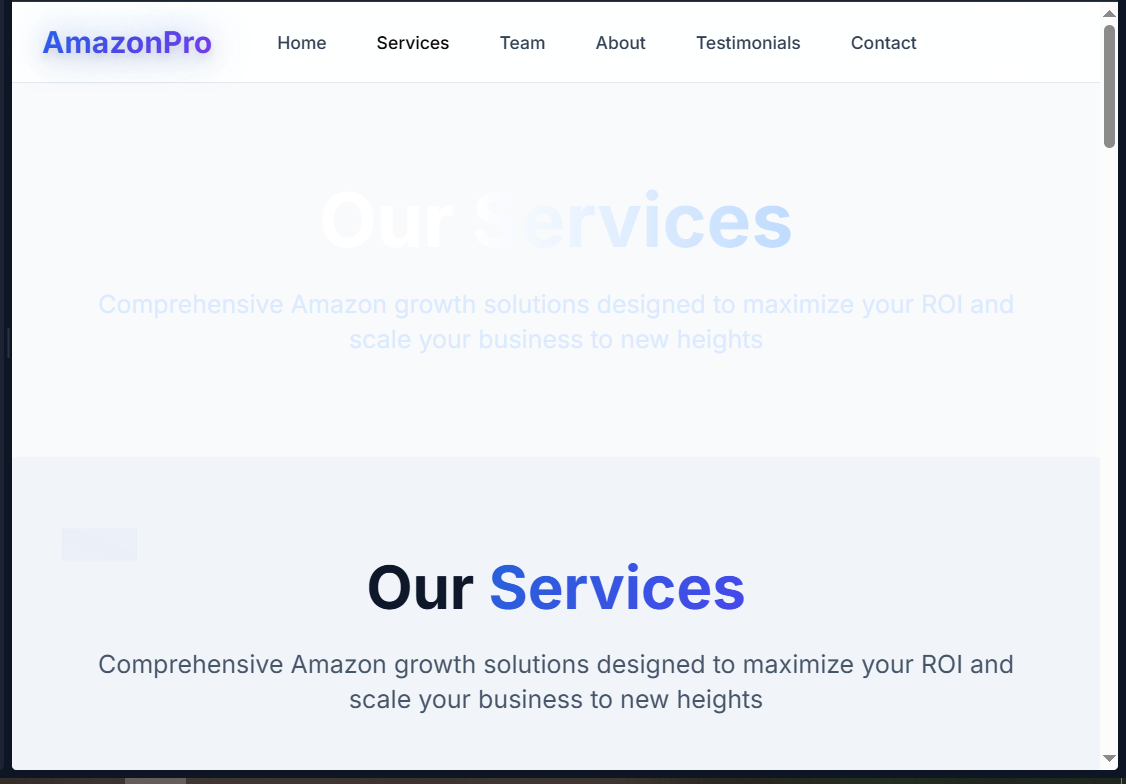 AmazonPro Home Services Team About Testimonials Contact
Our Services
Comprehensive Amazon growth solutions designed to maximize your ROI and
scale your business to new heights
Our Services
Comprehensive Amazon growth solutions designed to maximize your ROI and
scale your business to new heights